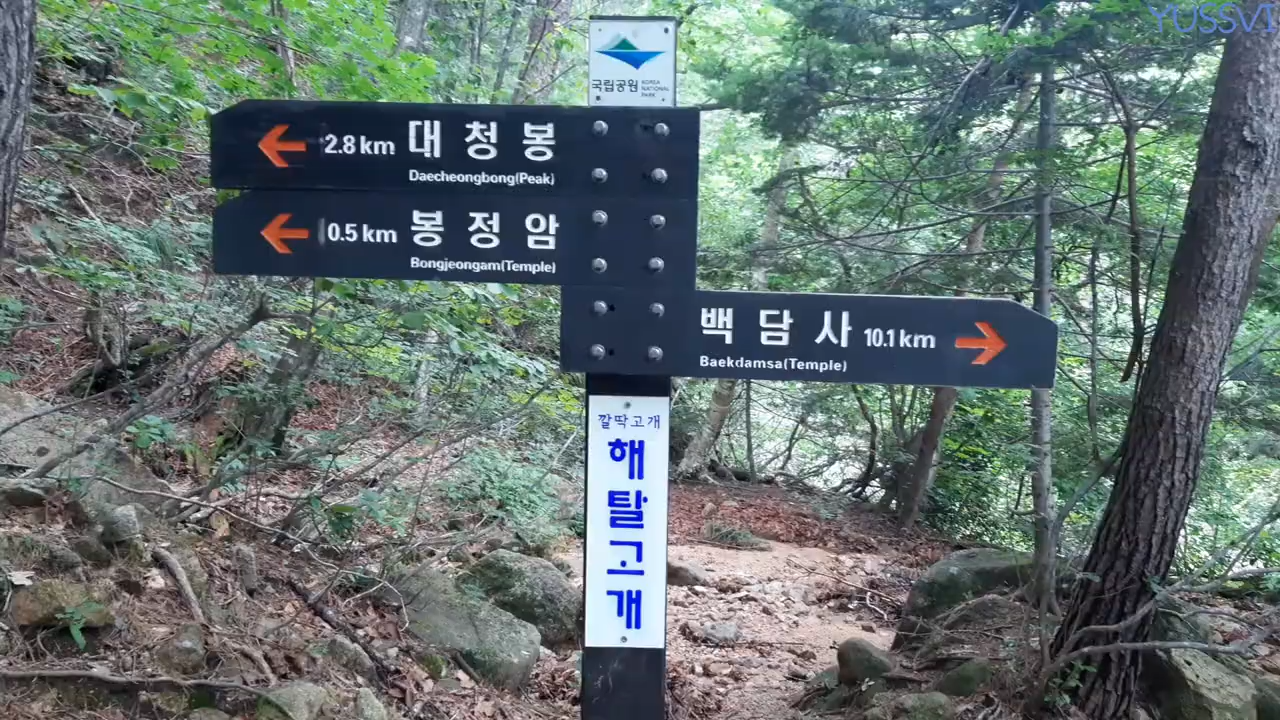 YUSSVI
국립공원 KOREA NATIONAL PARK
2.8 km 대청봉
Daecheongbong(Peak)
0.5 km 봉정암
Bongjeongam(Temple)
백담사 10.1 km
Baekdamsa(Temple)
깔딱고개
해탈고개